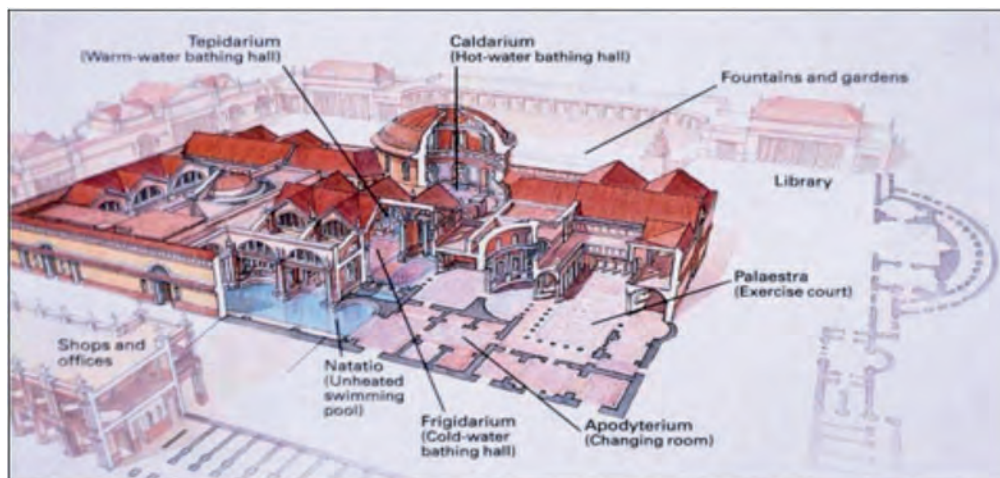 Tepidarium
(Warm-water bathing hall)
Caldarium
(Hot-water bathing hall)
Fountains and gardens
Library
Palaestra
(Exercise court)
Shops and
offices
Natatio
(Unheated
swimming
pool)
Frigidarium
(Cold-water
bathing hall)
Apodyterium
(Changing room)